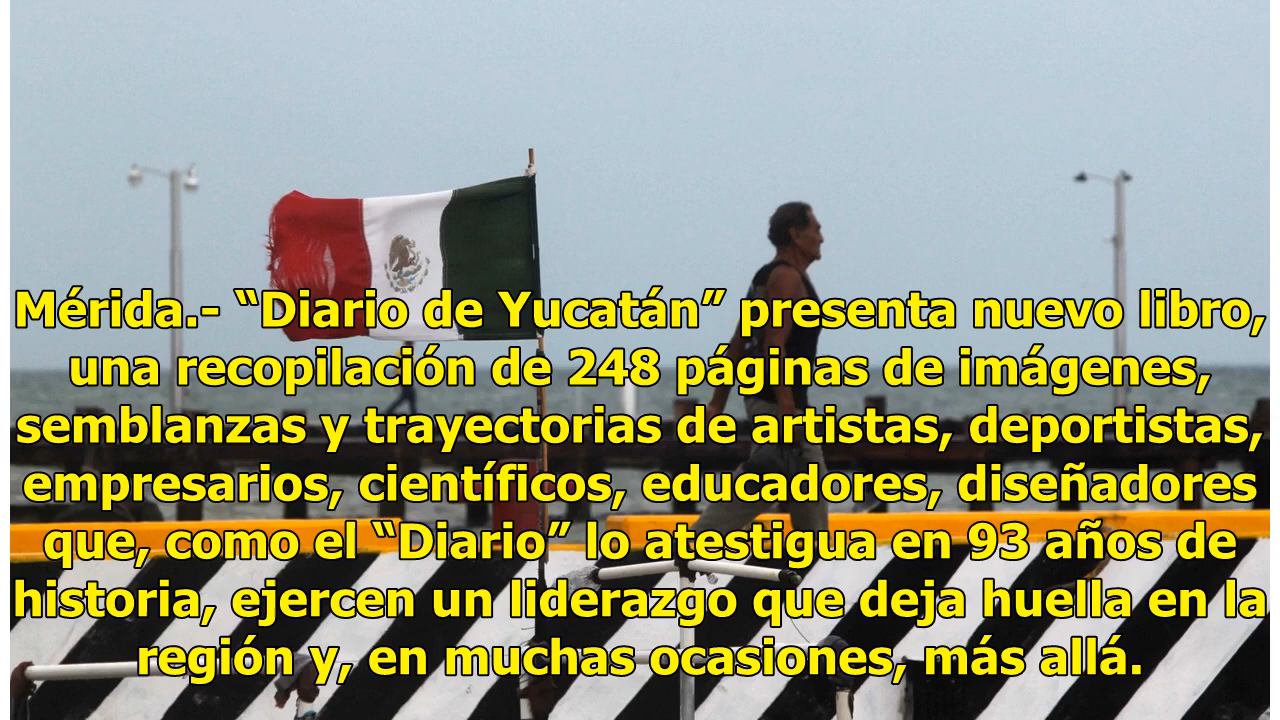 Mérida.- “Diario de Yucatán” presenta nuevo libro,
una recopilación de 248 páginas de imágenes,
semblanzas y trayectorias de artistas, deportistas,
empresarios, científicos, educadores, diseñadores
que, como el “Diario” lo atestigua en 93 años de
historia, ejercen un liderazgo que deja huella en la
región y, en muchas ocasiones, más allá.